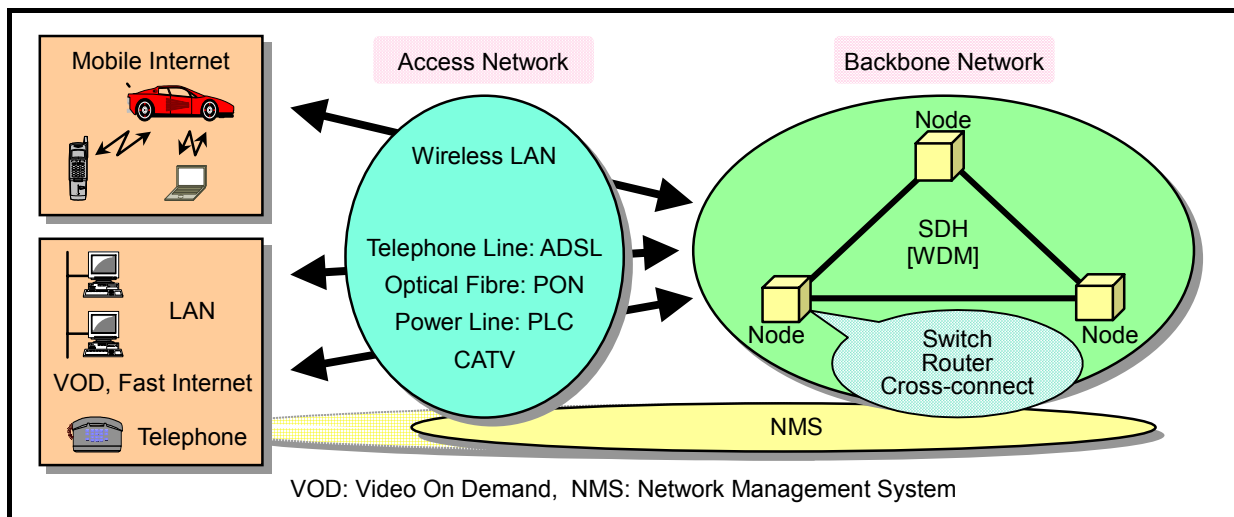 Mobile Internet
LAN
VOD, Fast Internet
Telephone
Access Network
Wireless LAN
Telephone Line: ADSL
Optical Fibre: PON
Power Line: PLC
CATV
Backbone Network
Node
SDH
[WDM]
Node
Node
Switch
Router
Cross-connect
NMS
VOD: Video On Demand, NMS: Network Management System